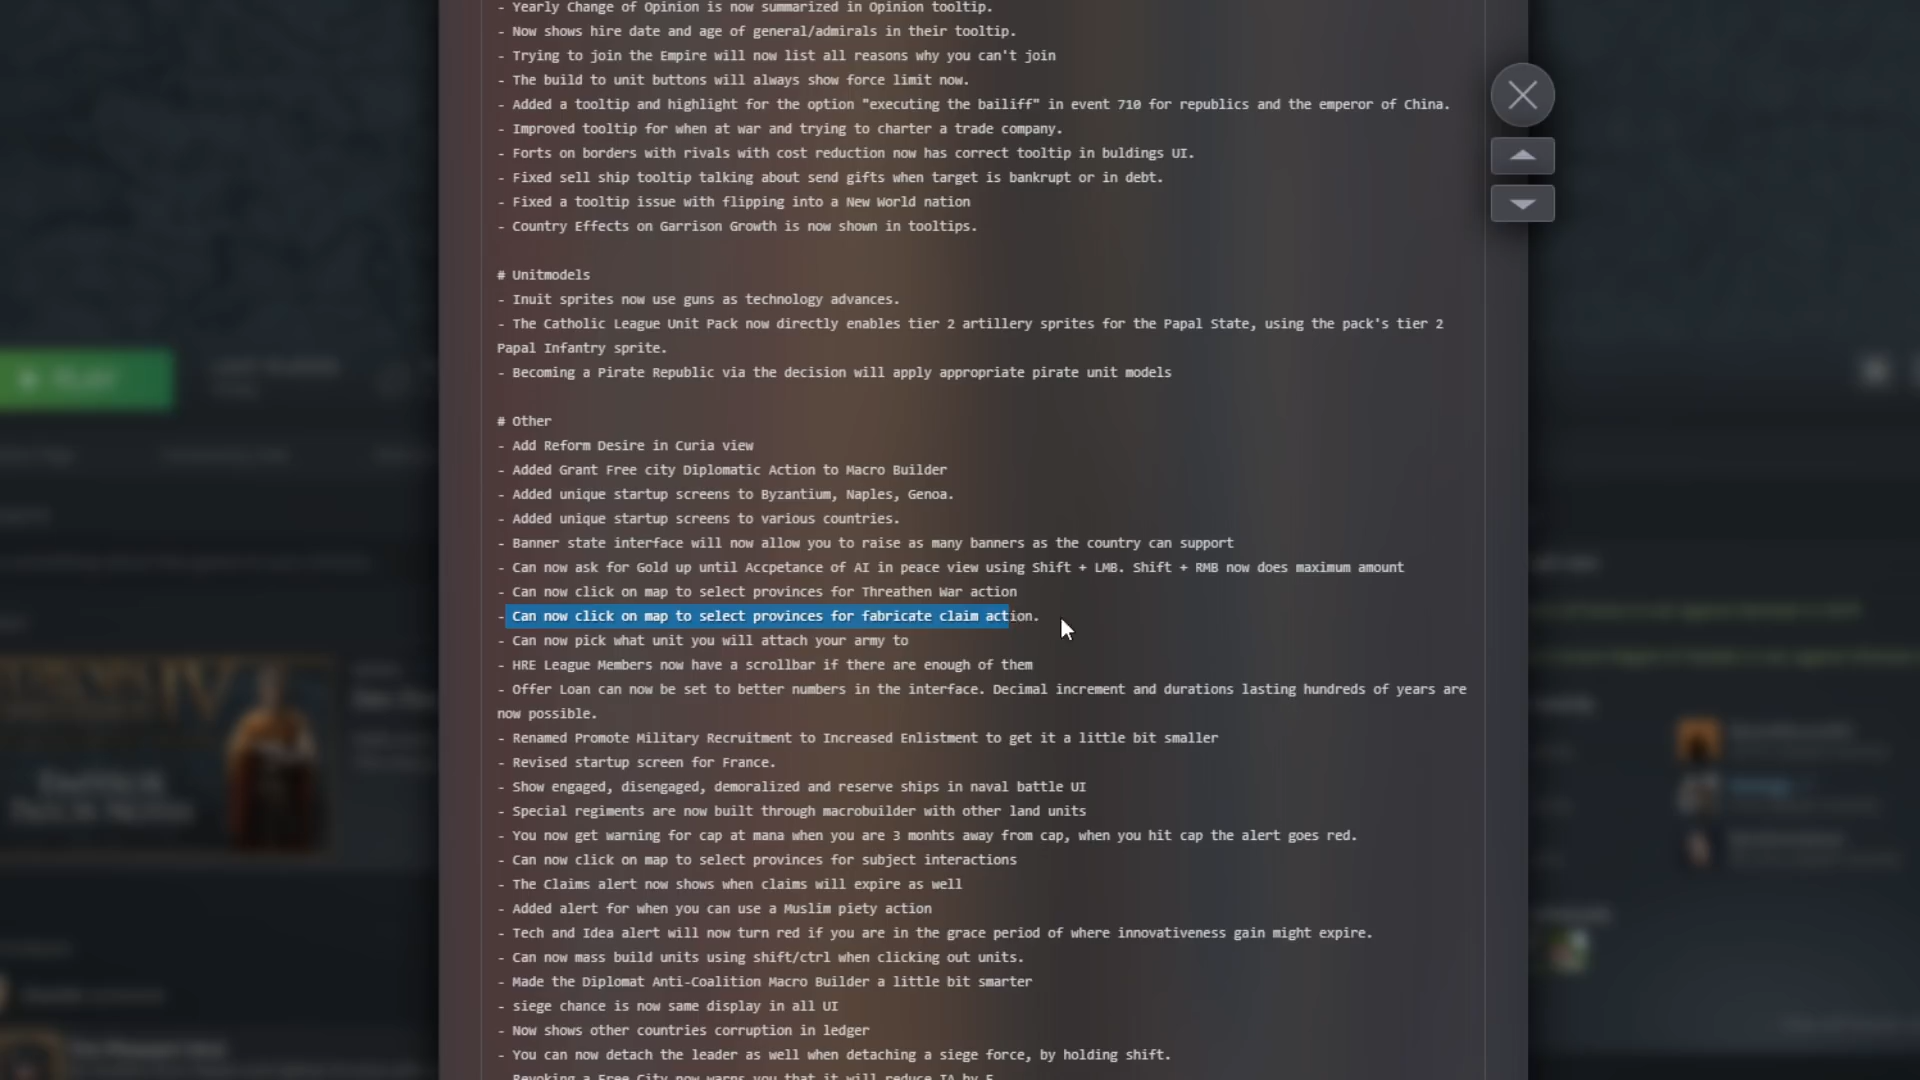 - Yearly Change of Opinion is now summarized in Opinion tooltip.
- Now shows hire date and age of general/admirals in their tooltip.
- Trying to join the Empire will now list all reasons why you can't join
- The build to unit buttons will always show force limit now.
- Added a tooltip and highlight for the option "executing the bailiff" in event 710 for republics and the emperor of China.
- Improved tooltip for when at war and trying to charter a trade company.
- Forts on borders with rivals with cost reduction now has correct tooltip in buldings UI.
- Fixed sell ship tooltip talking about send gifts when target is bankrupt or in debt.
- Fixed a tooltip issue with flipping into a New World nation
- Country Effects on Garrison Growth is now shown in tooltips.
# Unitmodels
- Inuit sprites now use guns as technology advances.
- The Catholic League Unit Pack now directly enables tier 2 artillery sprites for the Papal State, using the pack's tier 2
Papal Infantry sprite.
- Becoming a Pirate Republic via the decision will apply appropriate pirate unit models
PLAY
# Other
- Add Reform Desire in Curia view
- Added Grant Free city Diplomatic Action to Macro Builder
- Added unique startup screens to Byzantium, Naples, Genoa.
- Added unique startup screens to various countries.
- Banner state interface will now allow you to raise as many banners as the country can support
- Can now ask for Gold up until Accpetance of AI in peace view using Shift + LMB. Shift + RMB now does maximum amount
- Can now click on map to select provinces for Threathen War action
- Can now click on map to select provinces for fabricate claim action.
- Can now pick what unit you will attach your army to
- HRE League Members now have a scrollbar if there are enough of them
- Offer Loan can now be set to better numbers in the interface. Decimal increment and durations lasting hundreds of years are
now possible.
- Renamed Promote Military Recruitment to Increased Enlistment to get it a little bit smaller
- Revised startup screen for France.
- Show engaged, disengaged, demoralized and reserve ships in naval battle UI
- Special regiments are now built through macrobuilder with other land units
- You now get warning for cap at mana when you are 3 monhts away from cap, when you hit cap the alert goes red.
- Can now click on map to select provinces for subject interactions
- The Claims alert now shows when claims will expire as well
- Added alert for when you can use a Muslim piety action
- Tech and Idea alert will now turn red if you are in the grace period of where innovativeness gain might expire.
- Can now mass build units using shift/ctrl when clicking out units.
- Made the Diplomat Anti-Coalition Macro Builder a little bit smarter
- siege chance is now same display in all UI
- Now shows other countries corruption in ledger
- You can now detach the leader as well when detaching a siege force, by holding shift.
- Revoking a Free City now warns you that it will reduce IA by 5